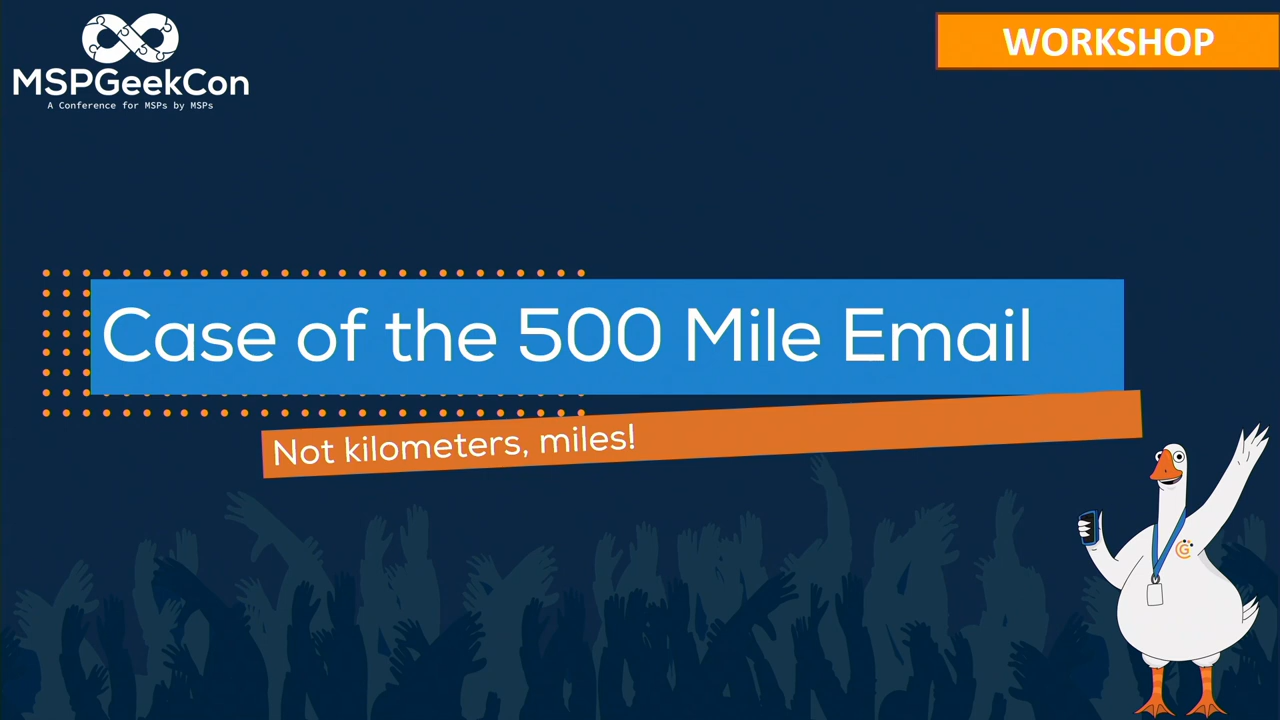 MSPGeekCon
A Conference for MSPs by MSPs
WORKSHOP
Case of the 500 Mile Email
Not kilometers, miles!
G